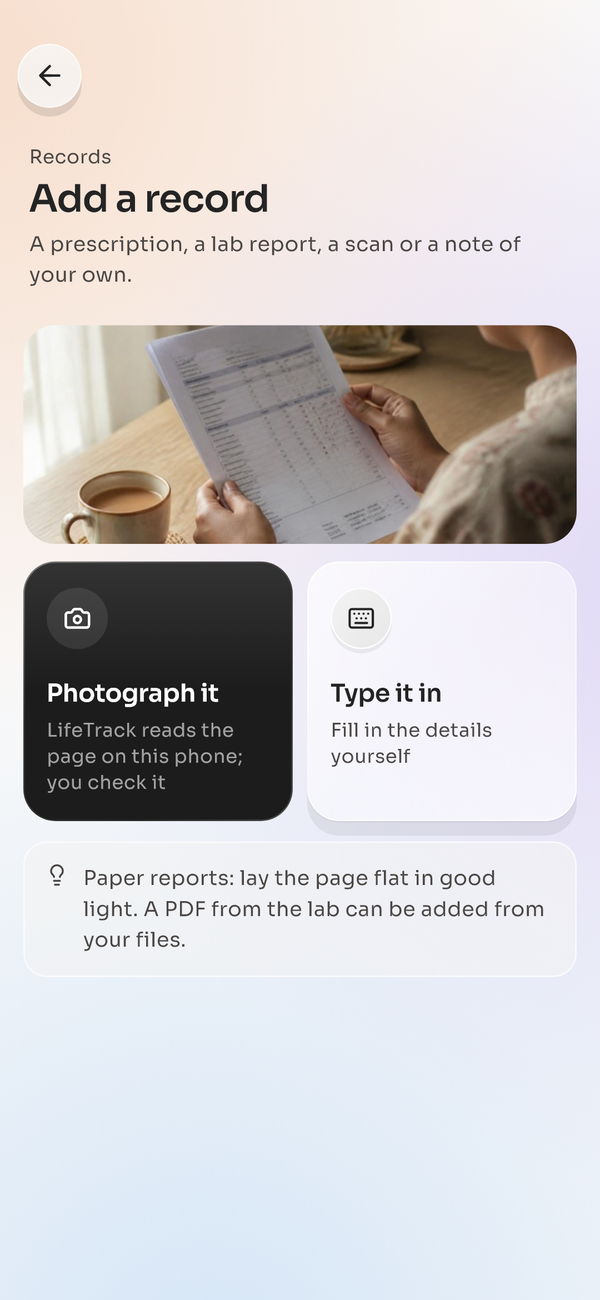 Records
Add a record
A prescription, a lab report, a scan or a note of
your own.
Photograph it
LifeTrack reads the
page on this phone;
you check it
Type it in
Fill in the details
yourself
Paper reports: lay the page flat in good
light. A PDF from the lab can be added from
your files.